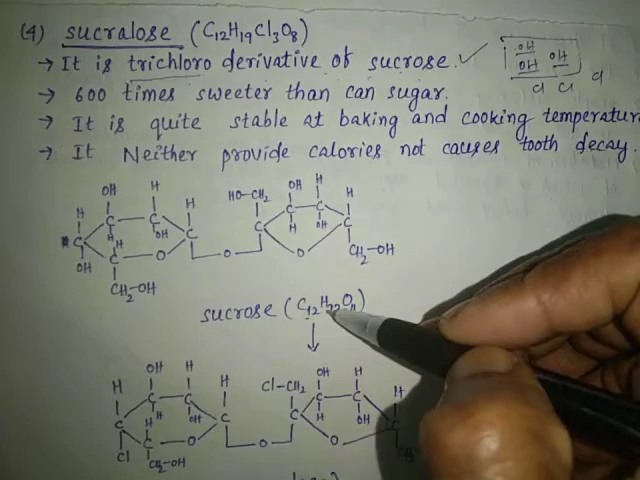 (4) sucralose (C12H19Cl3O8)
→ It is trichloro derivative of sucrose. ✓
OH
OH OH
Cl Cl Cl
→ 600 times sweeter than can sugar.
→ It is quite stable at baking and cooking temperatur
→ It Neither provide calories not causes tooth decay.
OH H HO-CH2 OH H
H C C H C C H
C H OH C C H OH C
OH H C O O O CH2-OH
CH2-OH
sucrose (C12H22O11)
OH H Cl-CH2 OH H
H C C H C C H
C H OH C C H OH C
Cl H C O O O CH2
CH2-OH